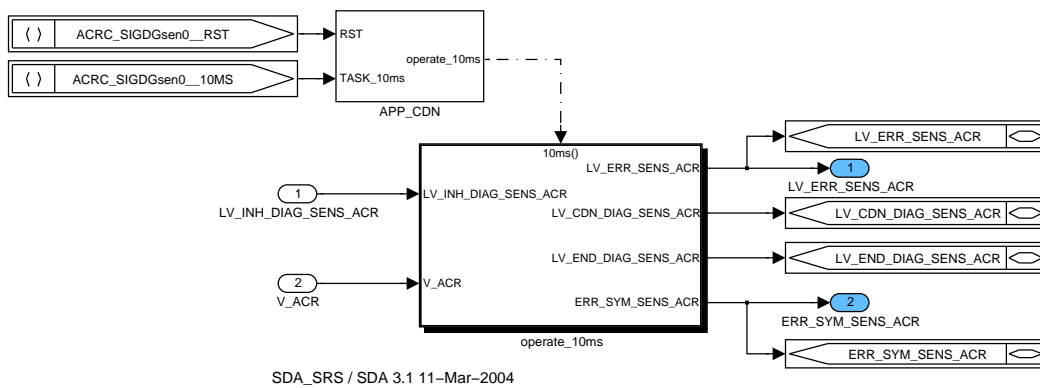 ⟨ ⟩ ACRC_SIGDGsen0__RST
RST
operate_10ms
⟨ ⟩ ACRC_SIGDGsen0__10MS
TASK_10ms
APP_CDN
10ms()
LV_ERR_SENS_ACR
LV_ERR_SENS_ACR
1
LV_ERR_SENS_ACR
1
LV_INH_DIAG_SENS_ACR
LV_INH_DIAG_SENS_ACR
LV_CDN_DIAG_SENS_ACR
LV_CDN_DIAG_SENS_ACR
LV_END_DIAG_SENS_ACR
LV_END_DIAG_SENS_ACR
2
V_ACR
V_ACR
ERR_SYM_SENS_ACR
2
ERR_SYM_SENS_ACR
operate_10ms
ERR_SYM_SENS_ACR
SDA_SRS / SDA 3.1 11–Mar–2004